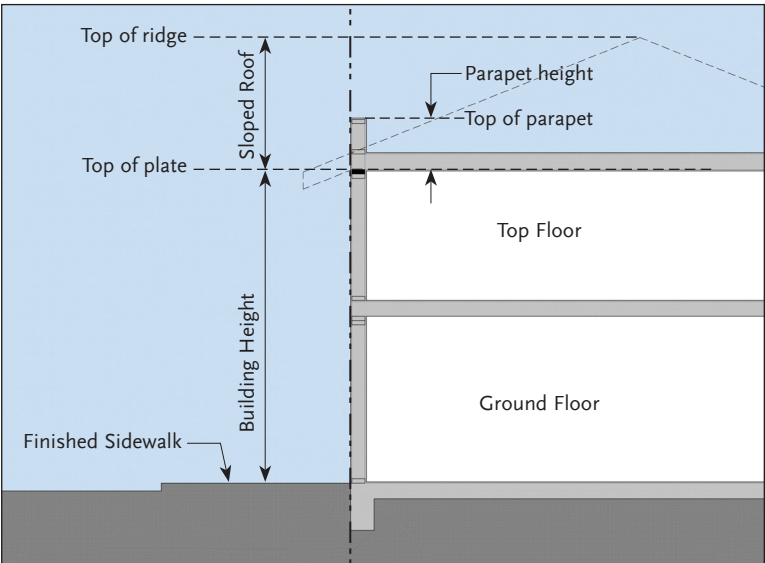 Top of ridge
Sloped Roof
Parapet height
Top of parapet
Top of plate
Top Floor
Building Height
Ground Floor
Finished Sidewalk